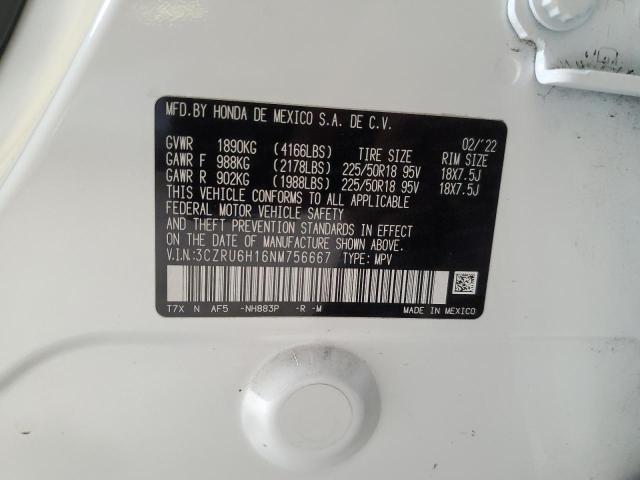 MFD.BY HONDA DE MEXICO S.A. DE C.V.
GVWR 1890KG (4166LBS) TIRE SIZE 02/'22 RIM SIZE
GAWR F 988KG (2178LBS) 225/50R18 95V 18X7.5J
GAWR R 902KG (1988LBS) 225/50R18 95V 18X7.5J
THIS VEHICLE CONFORMS TO ALL APPLICABLE
FEDERAL MOTOR VEHICLE SAFETY
AND THEFT PREVENTION STANDARDS IN EFFECT
ON THE DATE OF MANUFACTURE SHOWN ABOVE.
V.I.N:3CZRU6H16NM756667 TYPE: MPV
T7X N AF5 -NH883P -R -M MADE IN MEXICO